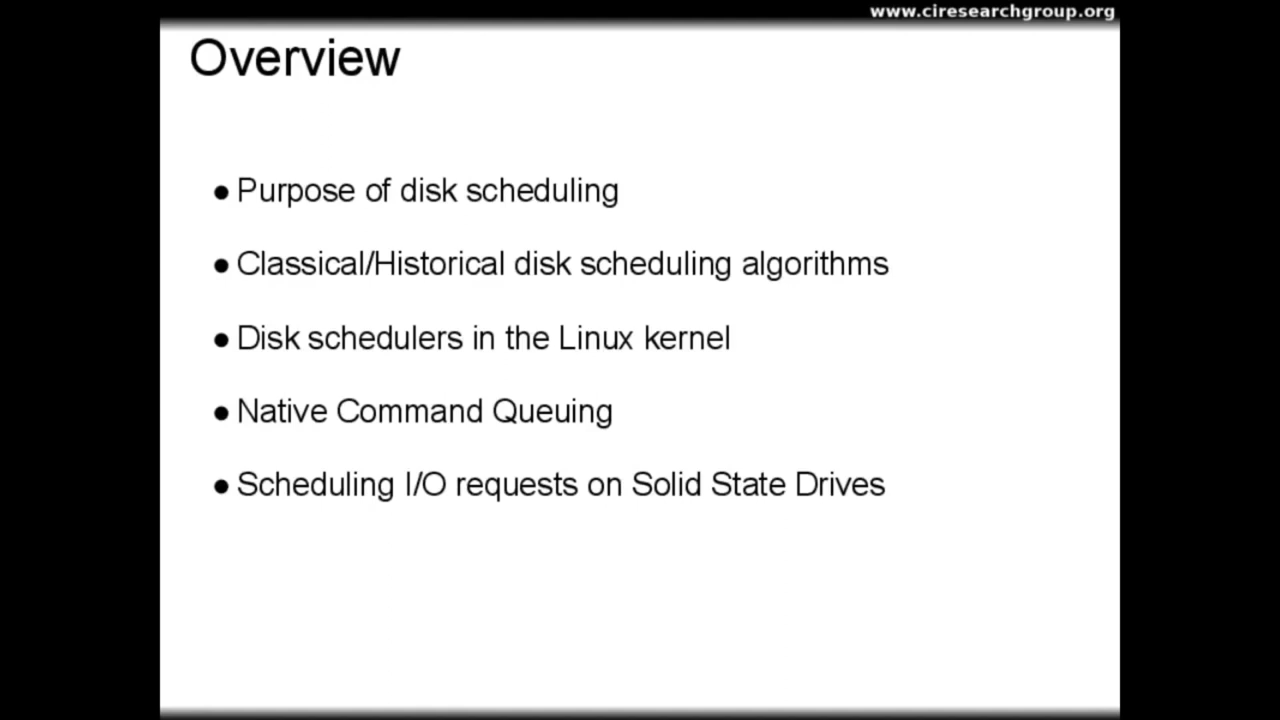 www.ciresearchgroup.org
Overview
● Purpose of disk scheduling
● Classical/Historical disk scheduling algorithms
● Disk schedulers in the Linux kernel
● Native Command Queuing
● Scheduling I/O requests on Solid State Drives